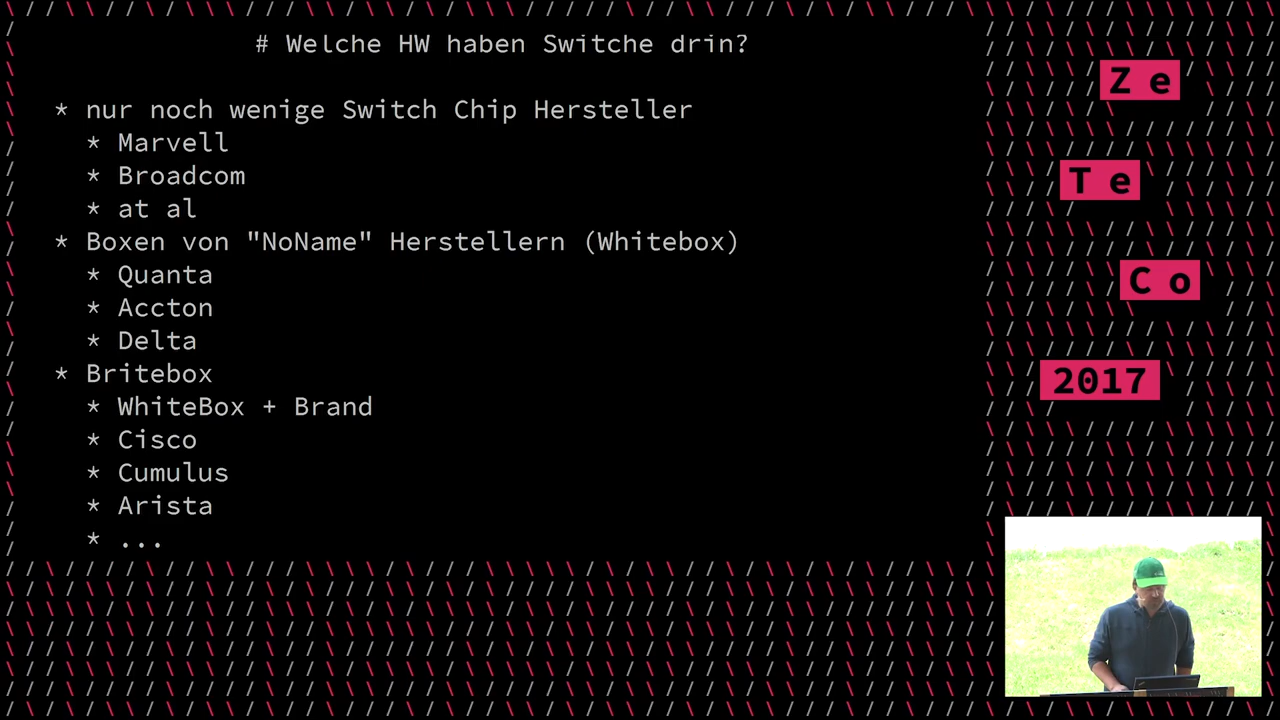 # Welche HW haben Switche drin?
* nur noch wenige Switch Chip Hersteller
* Marvell
* Broadcom
* at al
* Boxen von "NoName" Herstellern (Whitebox)
* Quanta
* Accton
* Delta
* Britebox
* WhiteBox + Brand
* Cisco
* Cumulus
* Arista
* ...
Z e
T e
C o
2017